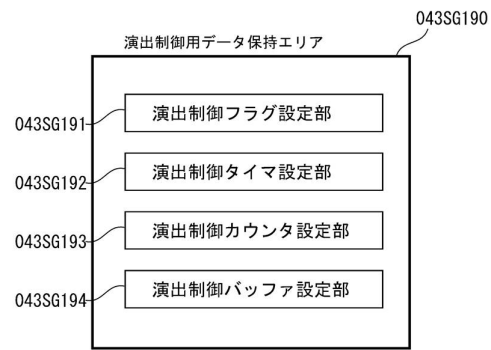 043SG190
演出制御用データ保持エリア
043SG191 演出制御フラグ設定部
043SG192 演出制御タイマ設定部
043SG193 演出制御カウンタ設定部
043SG194 演出制御バッファ設定部